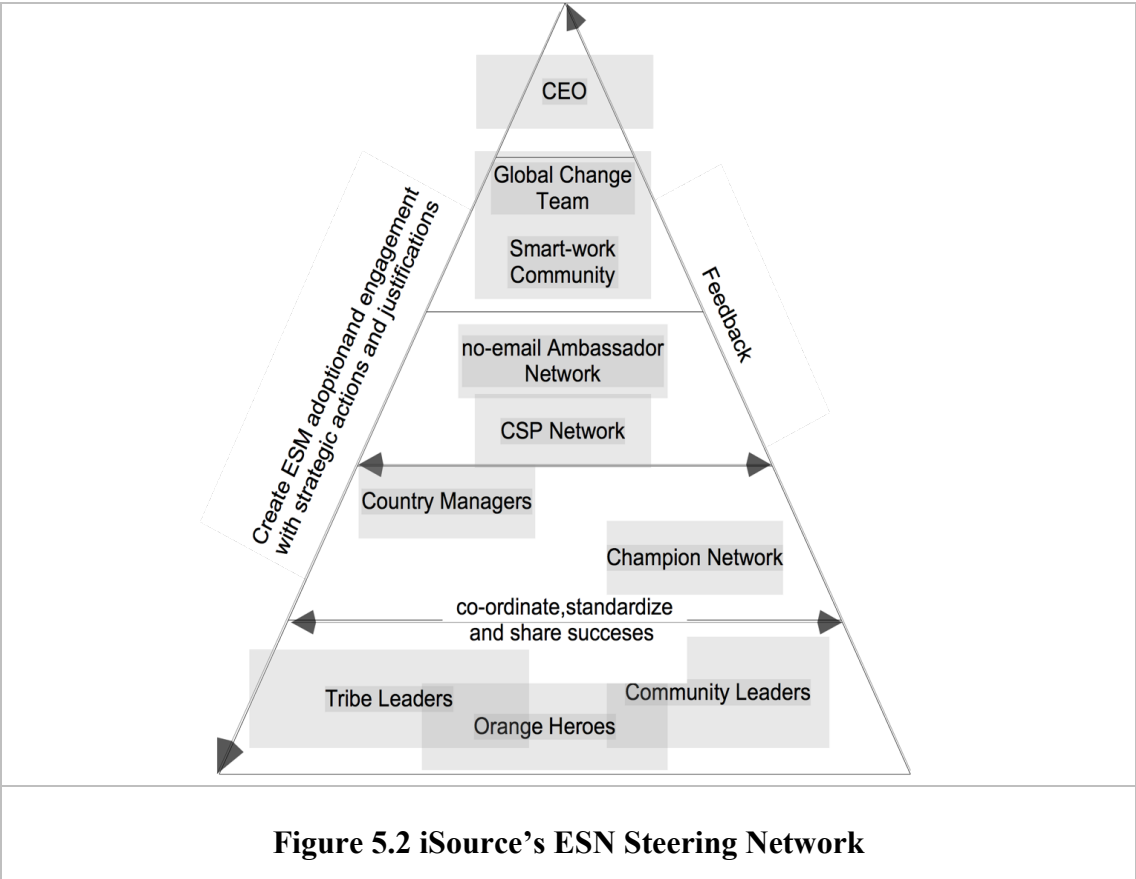 CEO
Global Change
Team
Smart-work
Community
Create ESM adoptionand engagement
with strategic actions and justifications
Feedback
no-email Ambassador
Network
CSP Network
Country Managers
Champion Network
co-ordinate,standardize
and share succeses
Tribe Leaders
Community Leaders
Orange Heroes
Figure 5.2 iSource’s ESN Steering Network